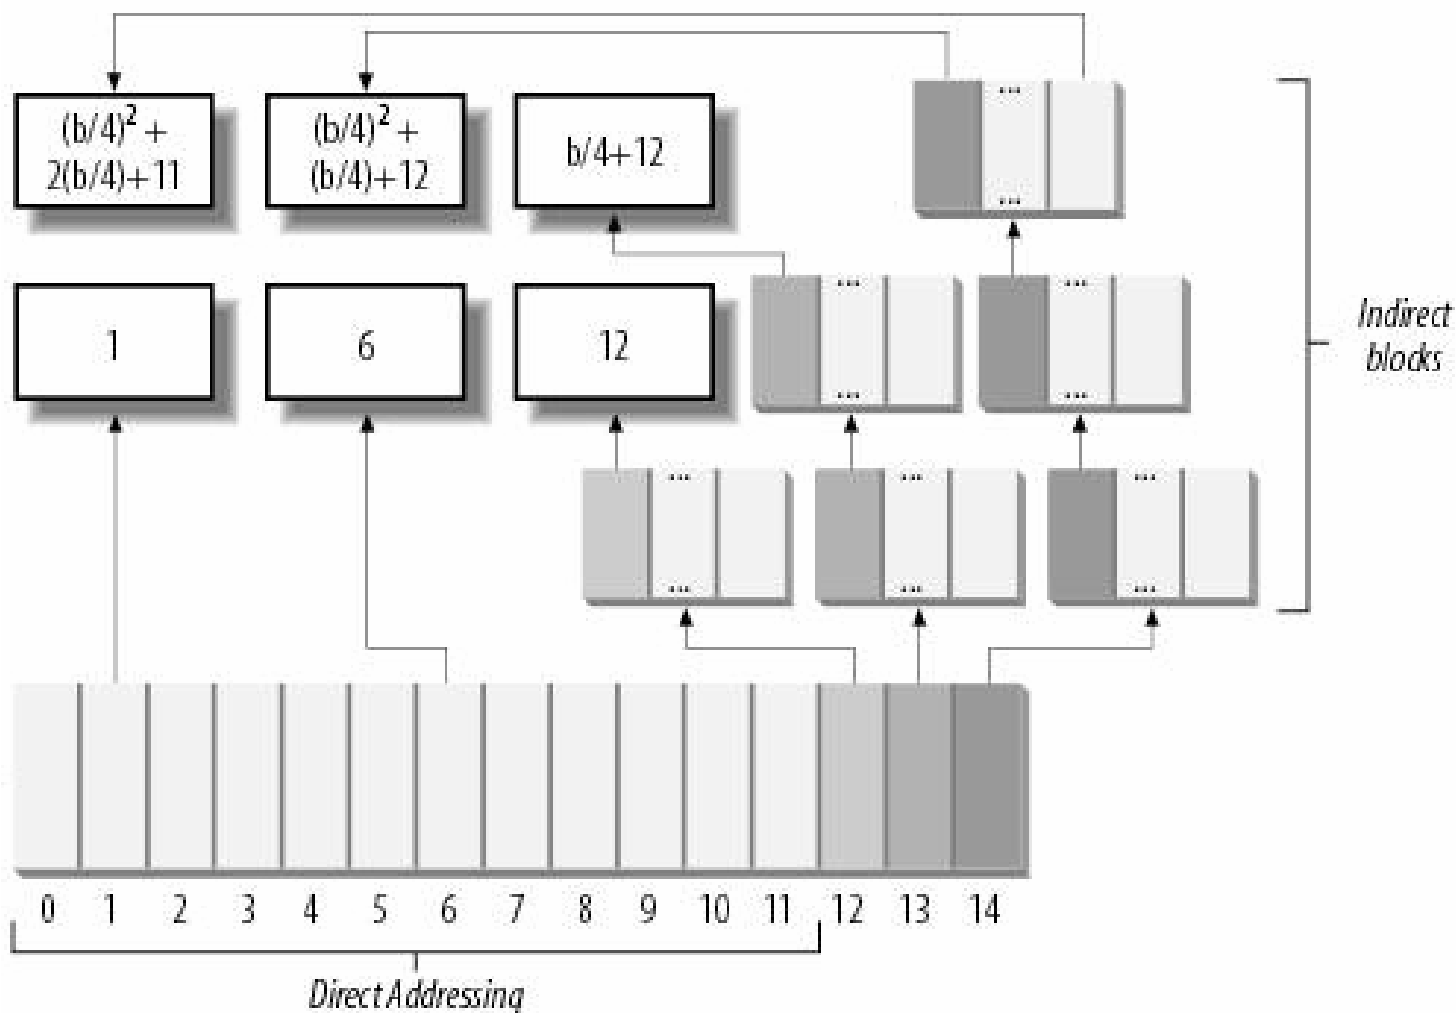 (b/4)² +
2(b/4)+11
(b/4)² +
(b/4)+12
b/4+12
...
...
1
6
12
...
...
...
...
Indirect
blocks
...
...
...
...
...
...
0 1 2 3 4 5 6 7 8 9 10 11 12 13 14
Direct Addressing